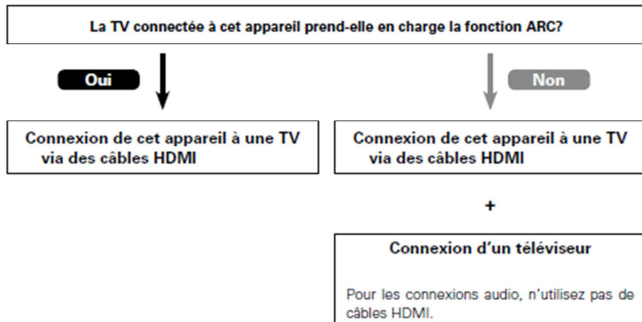 La TV connectée à cet appareil prend-elle en charge la fonction ARC?
Oui
Non
Connexion de cet appareil à une TV
via des câbles HDMI
Connexion de cet appareil à une TV
via des câbles HDMI
+
Connexion d'un téléviseur
Pour les connexions audio, n'utilisez pas de
câbles HDMI.